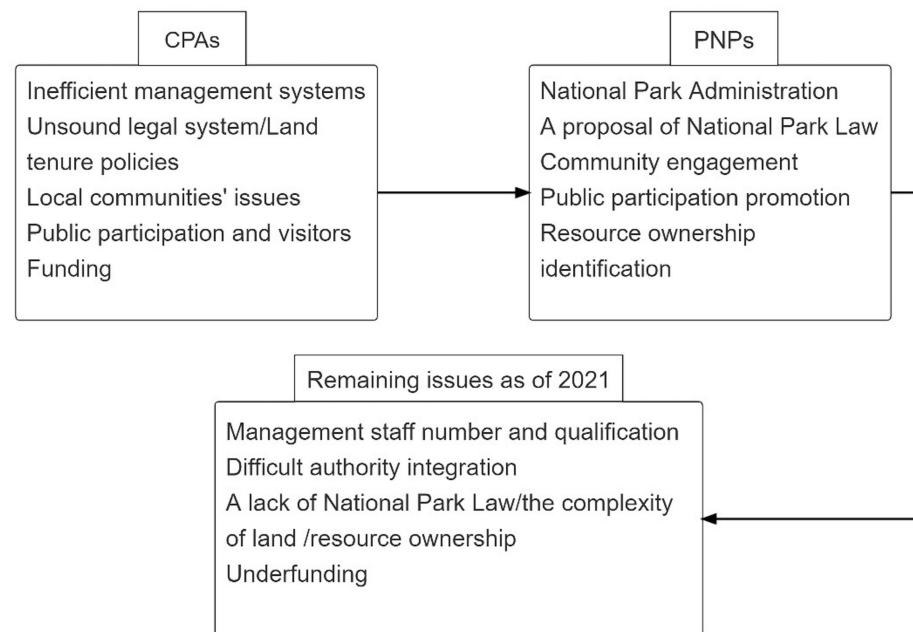 CPAs
Inefficient management systems
Unsound legal system/Land
tenure policies
Local communities' issues
Public participation and visitors
Funding
PNPs
National Park Administration
A proposal of National Park Law
Community engagement
Public participation promotion
Resource ownership
identification
Remaining issues as of 2021
Management staff number and qualification
Difficult authority integration
A lack of National Park Law/the complexity
of land /resource ownership
Underfunding